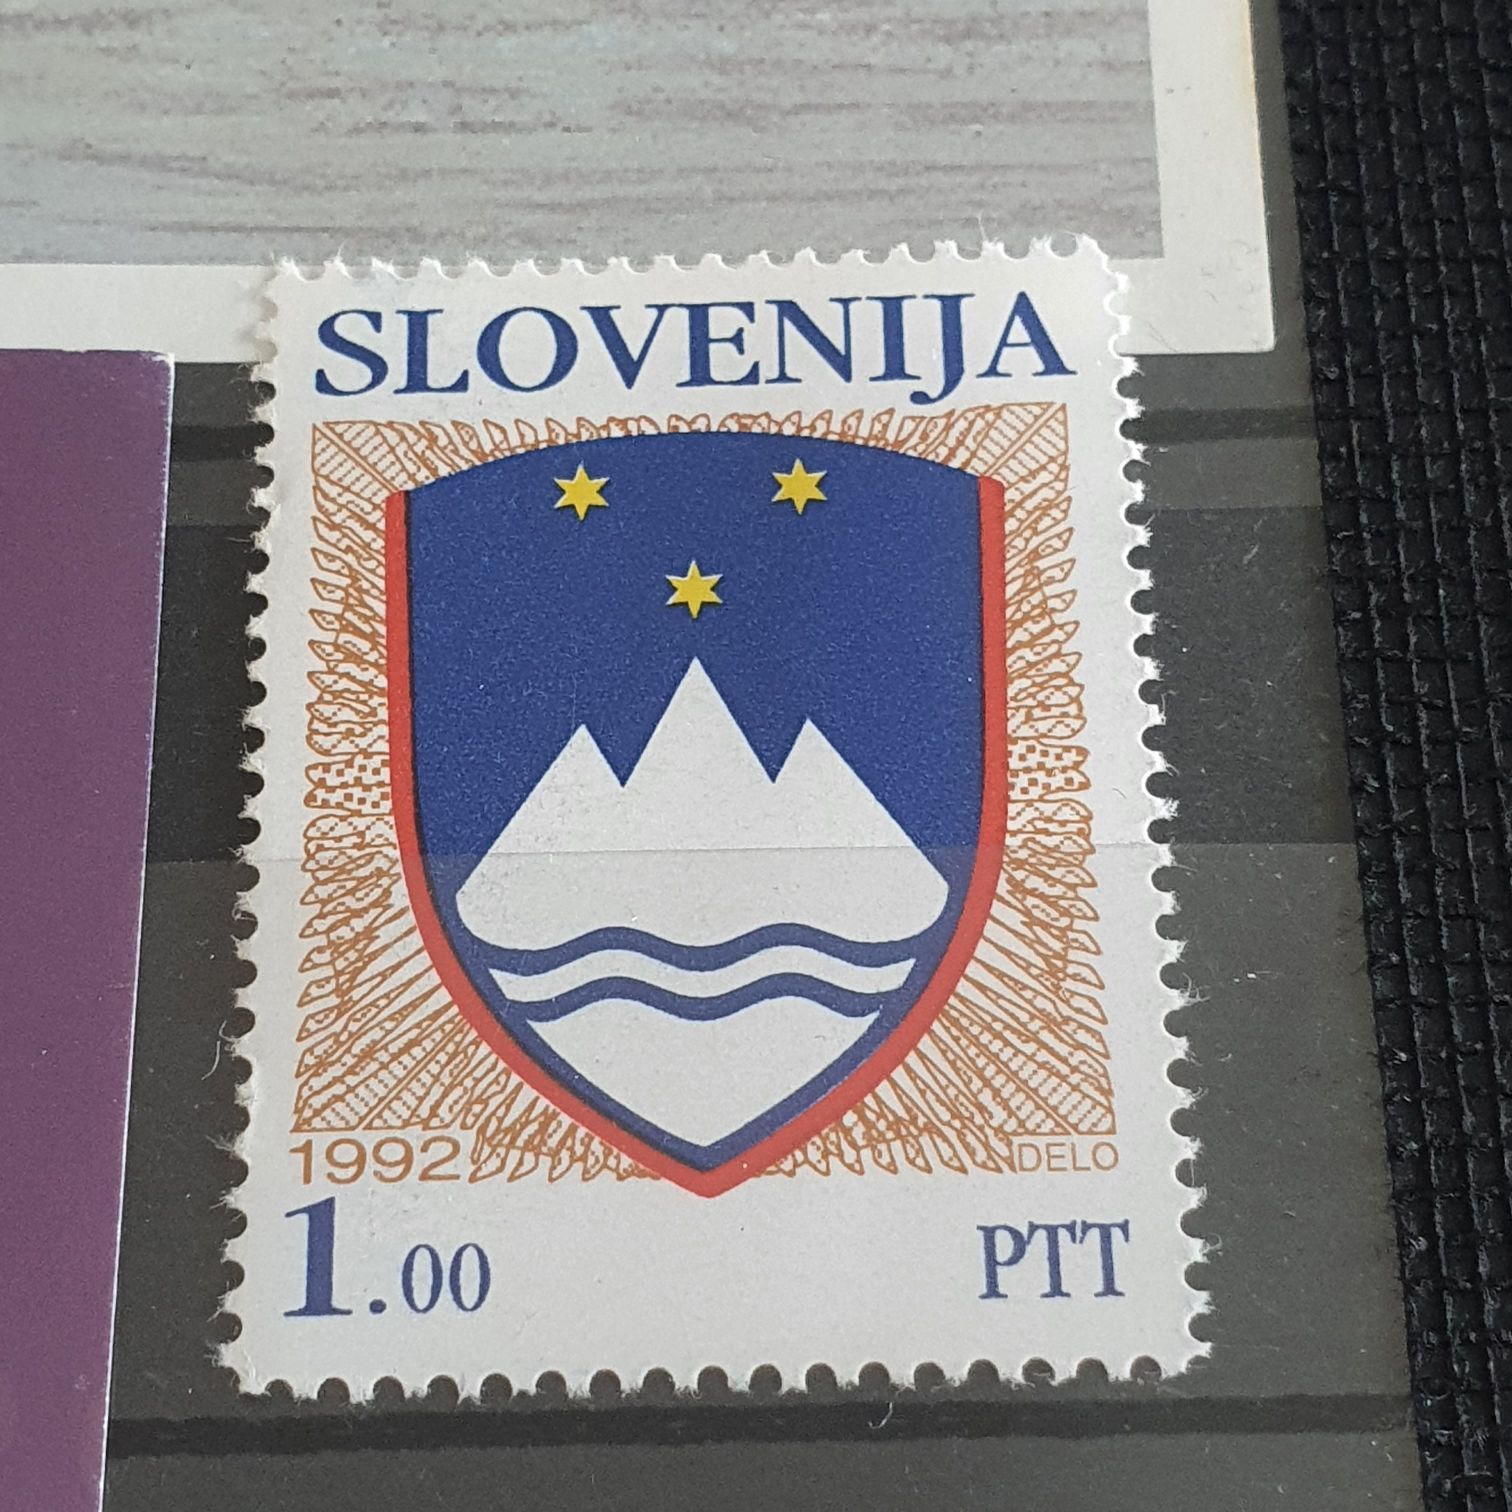 SLOVENIJA
1992 DELO
1.00 PTT